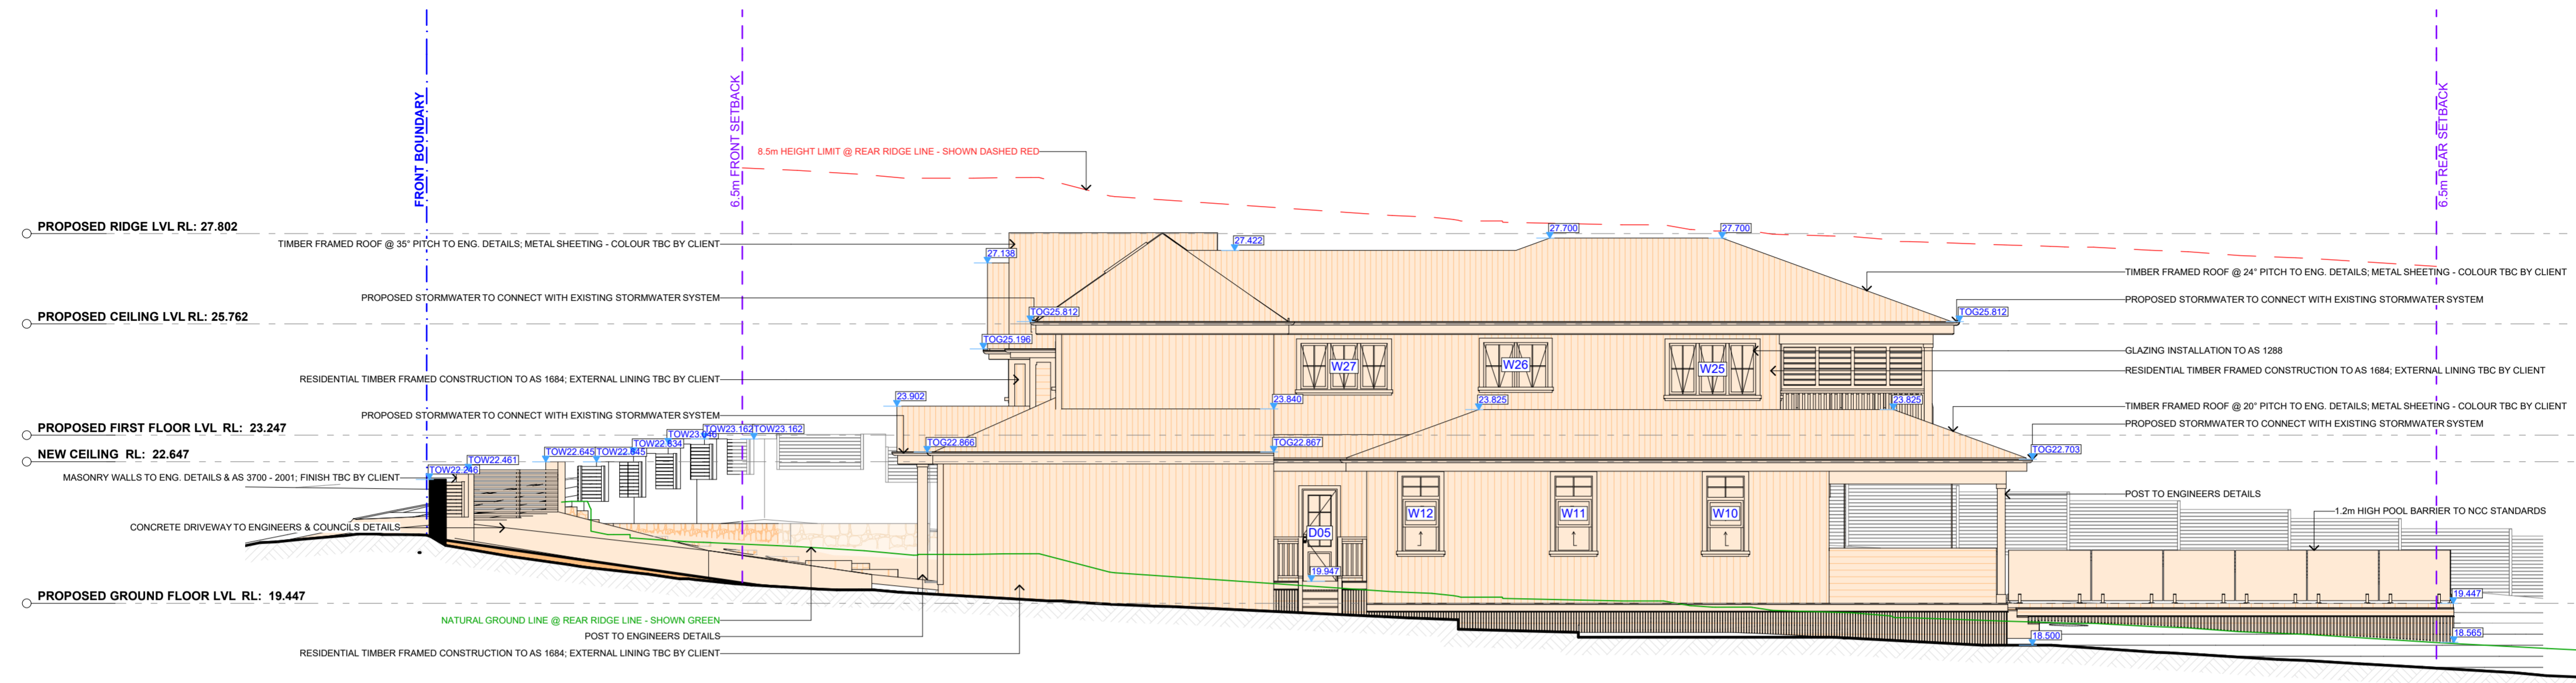 FRONT BOUNDARY
6.5m FRONT SETBACK
6.5m REAR SETBACK
8.5m HEIGHT LIMIT @ REAR RIDGE LINE - SHOWN DASHED RED
PROPOSED RIDGE LVL RL: 27.802
27.700
27.700
TIMBER FRAMED ROOF @ 35° PITCH TO ENG. DETAILS; METAL SHEETING - COLOUR TBC BY CLIENT
27.422
27.138
TIMBER FRAMED ROOF @ 24° PITCH TO ENG. DETAILS; METAL SHEETING - COLOUR TBC BY CLIENT
PROPOSED STORMWATER TO CONNECT WITH EXISTING STORMWATER SYSTEM
PROPOSED STORMWATER TO CONNECT WITH EXISTING STORMWATER SYSTEM
PROPOSED CEILING LVL RL: 25.762
TOG25.812
TOG25.812
TOG25.196
GLAZING INSTALLATION TO AS 1288
W27
W26
W25
RESIDENTIAL TIMBER FRAMED CONSTRUCTION TO AS 1684; EXTERNAL LINING TBC BY CLIENT
RESIDENTIAL TIMBER FRAMED CONSTRUCTION TO AS 1684; EXTERNAL LINING TBC BY CLIENT
23.902
23.840
23.825
23.825
TIMBER FRAMED ROOF @ 20° PITCH TO ENG. DETAILS; METAL SHEETING - COLOUR TBC BY CLIENT
PROPOSED STORMWATER TO CONNECT WITH EXISTING STORMWATER SYSTEM
PROPOSED STORMWATER TO CONNECT WITH EXISTING STORMWATER SYSTEM
PROPOSED FIRST FLOOR LVL RL: 23.247
TOW23.162
TOW23.162
TOG22.866
TOG22.867
TOG22.703
NEW CEILING RL: 22.647
TOW22.645
TOW22.461
TOW22.246
MASONRY WALLS TO ENG. DETAILS & AS 3700 - 2001; FINISH TBC BY CLIENT
POST TO ENGINEERS DETAILS
W12
W11
W10
1.2m HIGH POOL BARRIER TO NCC STANDARDS
CONCRETE DRIVEWAY TO ENGINEERS & COUNCILS DETAILS
D05
19.947
PROPOSED GROUND FLOOR LVL RL: 19.447
19.447
NATURAL GROUND LINE @ REAR RIDGE LINE - SHOWN GREEN
POST TO ENGINEERS DETAILS
18.500
18.565
RESIDENTIAL TIMBER FRAMED CONSTRUCTION TO AS 1684; EXTERNAL LINING TBC BY CLIENT